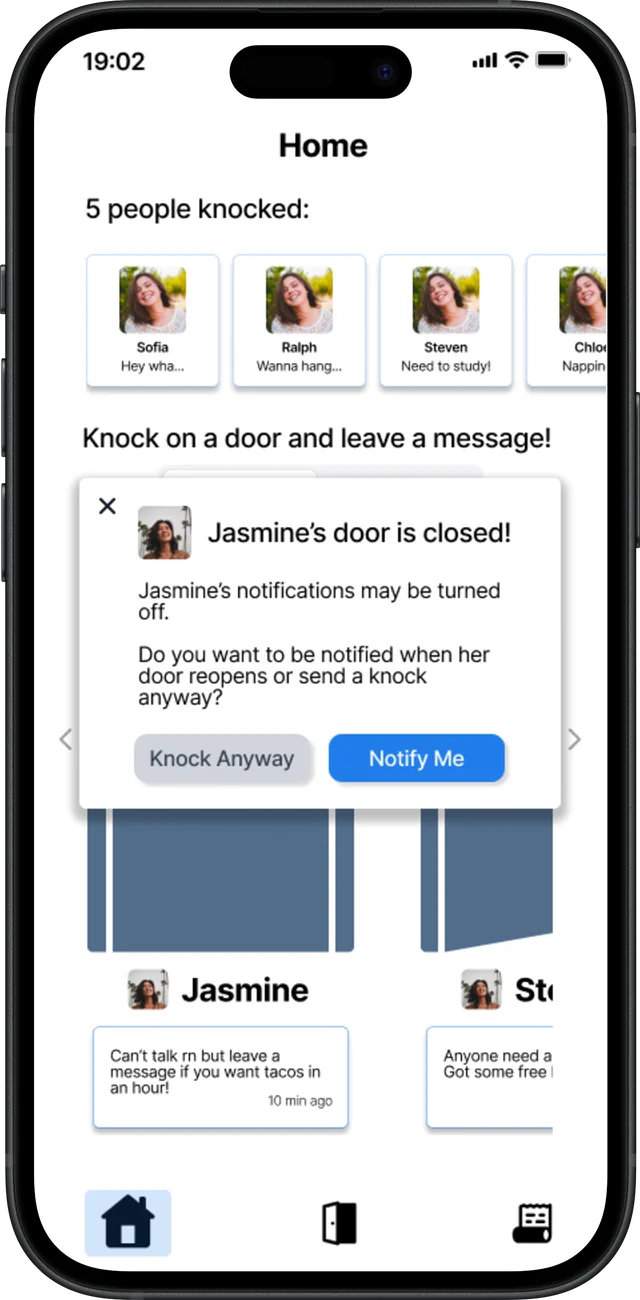 19:02
Home
5 people knocked:
Sofia
Hey wha...
Ralph
Wanna hang...
Steven
Need to study!
Chloe
Nappin
Knock on a door and leave a message!
Jasmine’s door is closed!
Jasmine’s notifications may be turned
off.
Do you want to be notified when her
door reopens or send a knock
anyway?
Knock Anyway
Notify Me
Jasmine
Can’t talk rn but leave a
message if you want tacos in
an hour!
10 min ago
Ste
Anyone need a
Got some free